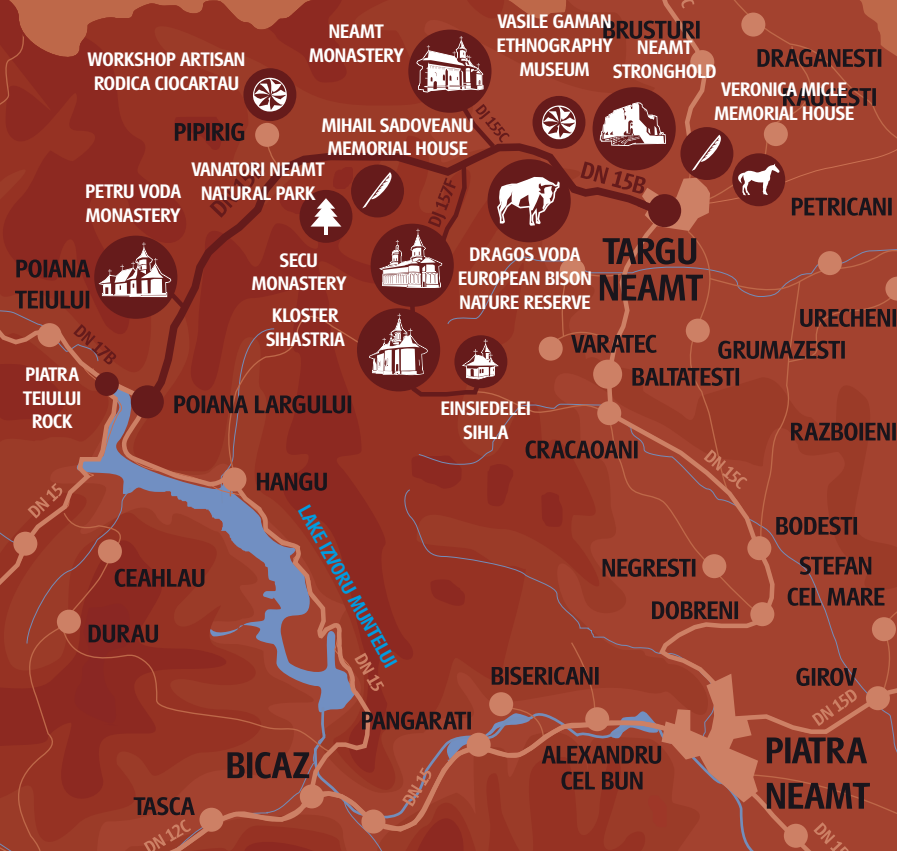 NEAMT
MONASTERY
VASILE GAMAN
ETHNOGRAPHY
MUSEUM
BRUSTURI
NEAMT
STRONGHOLD
DRAGANESTI
WORKSHOP ARTISAN
RODICA CIOCARTAU
VERONICA MICLE
MEMORIAL HOUSE
RAUCESTI
PIPIRIG
MIHAIL SADOVEANU
MEMORIAL HOUSE
DJ 155C
VANATORI NEAMT
NATURAL PARK
DN 15B
PETRU VODA
MONASTERY
DJ 157F
PETRICANI
POIANA
TEIULUI
SECU
MONASTERY
DRAGOS VODA
EUROPEAN BISON
NATURE RESERVE
TARGU
NEAMT
KLOSTER
SIHASTRIA
URECHENI
DN 17B
VARATEC
GRUMAZESTI
PIATRA
TEIULUI
ROCK
BALTATESTI
POIANA LARGULUI
EINSIEDELEI
SIHLA
CRACAOANI
RAZBOIENI
DN 15C
HANGU
DN 15
LAKE IZVORU MUNTELUI
BODESTI
CEAHLAU
NEGRESTI
STEFAN
CEL MARE
DOBRENI
DURAU
DN 15
BISERICANI
GIROV
DN 15D
PANGARATI
ALEXANDRU
CEL BUN
PIATRA
NEAMT
BICAZ
DN 15
TASCA
DN 12C